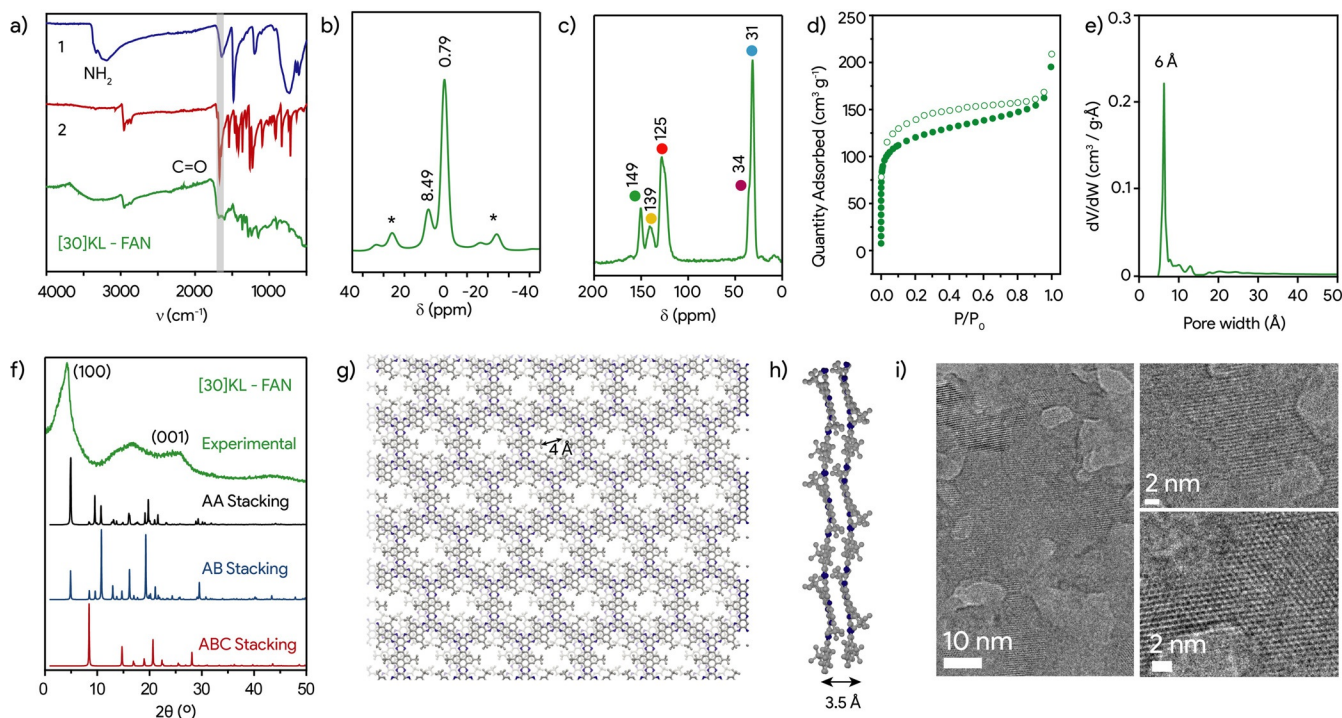 a)
1
NH₂
2
C=O
[30]KL - FAN
4000 3000 2000 1000
ν (cm⁻¹)
b)
0.79
8.49
*
*
40 20 0 -20 -40
δ (ppm)
c)
31
125
34
149
139
200 150 100 50 0
δ (ppm)
d)
Quantity Adsorbed (cm³ g⁻¹)
250
200
150
100
50
0
0.0 0.2 0.4 0.6 0.8 1.0
P/P₀
e)
dV/dW (cm³ / g·Å)
0.3
0.2
0.1
0
6 Å
0 10 20 30 40 50
Pore width (Å)
f)
(100)
[30]KL - FAN
(001)
Experimental
AA Stacking
AB Stacking
ABC Stacking
0 10 20 30 40 50
2θ (º)
g)
4 Å
h)
3.5 Å
i)
10 nm
2 nm
2 nm